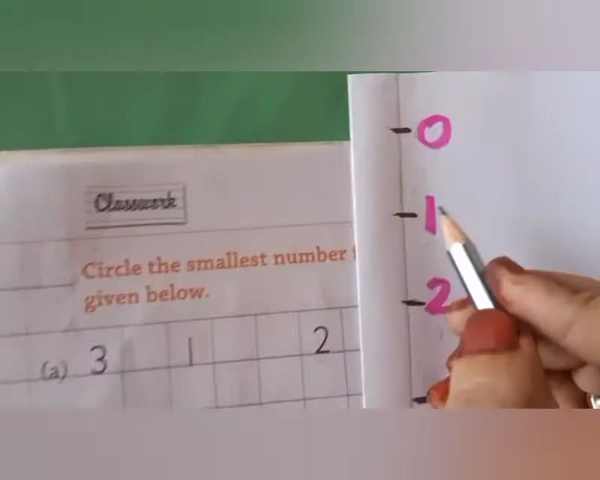 Classwork
Circle the smallest number
given below.
(a) 3 1 2
-0
-1
-2